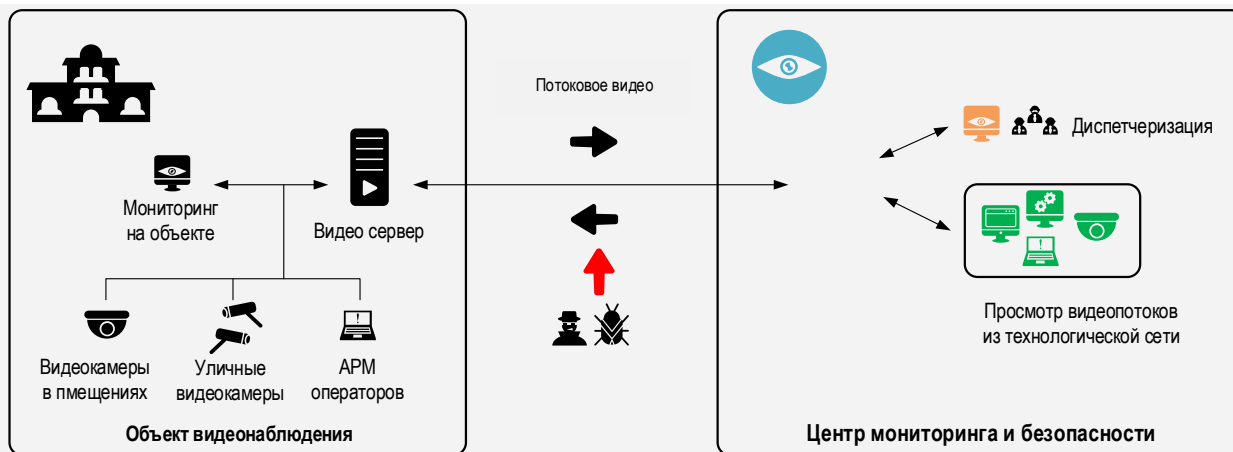 Потоковое видео
Диспетчеризация
Мониторинг
на объекте
Видео сервер
Видеокамеры
в пмещениях
Уличные
видеокамеры
АРМ
операторов
Просмотр видеопотоков
из технологической сети
Объект видеонаблюдения
Центр мониторинга и безопасности